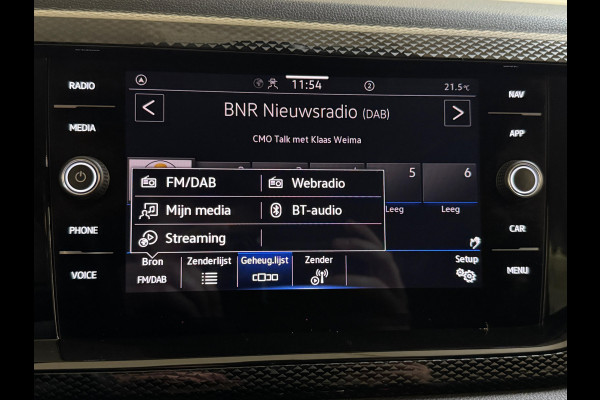 RADIO
MEDIA
PHONE
VOICE
NAV
APP
CAR
MENU
11:54
2
21.5 °C
BNR Nieuwsradio (DAB)
CMO Talk met Klaas Weima
5 6
Leeg Leeg
FM/DAB Webradio
Mijn media BT-audio
Streaming
Bron Zenderlijst Geheug.lijst Zender Setup
FM/DAB